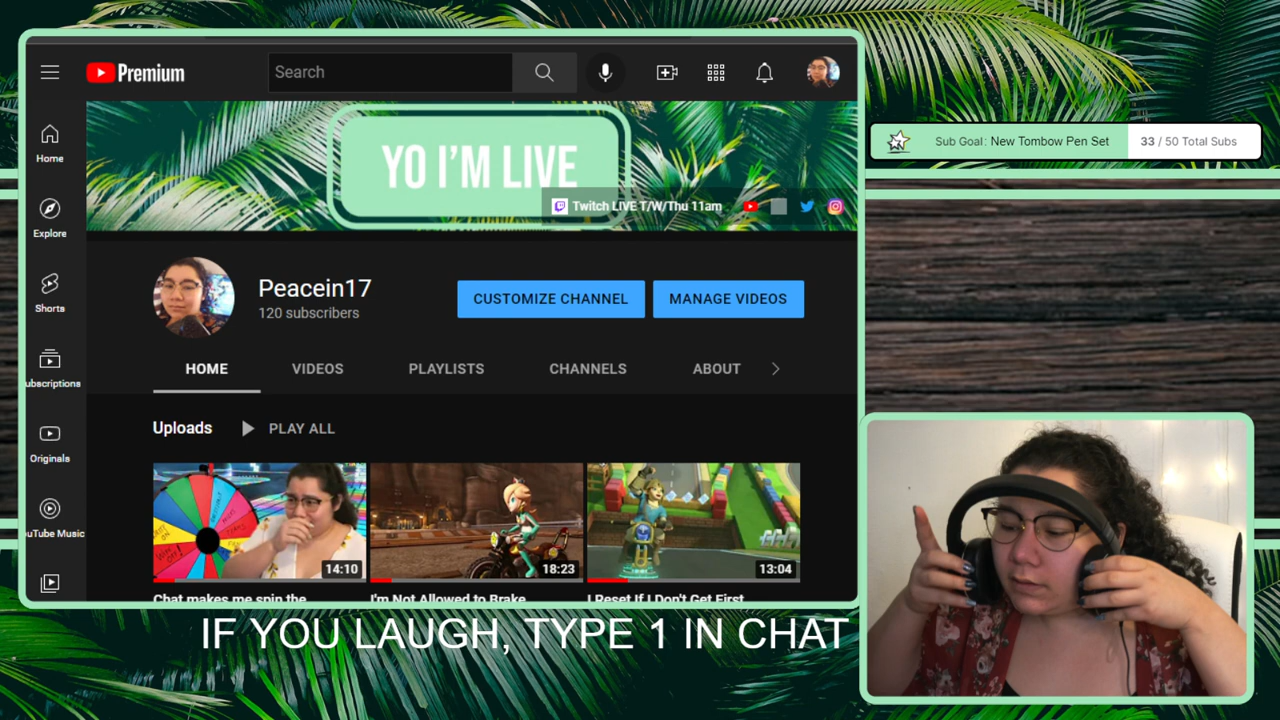 Premium
Search
Home
Explore
Shorts
ubscriptions
Originals
uTube Music
YO I'M LIVE
Twitch LIVE T/W/Thu 11am
Peacein17
120 subscribers
CUSTOMIZE CHANNEL
MANAGE VIDEOS
HOME
VIDEOS
PLAYLISTS
CHANNELS
ABOUT
Uploads
PLAY ALL
14:10
18:23
13:04
Chat makes me spin the
I'm Not Allowed to Brake
I Reset If I Don't Get First
IF YOU LAUGH, TYPE 1 IN CHAT
Sub Goal: New Tombow Pen Set
33 / 50 Total Subs